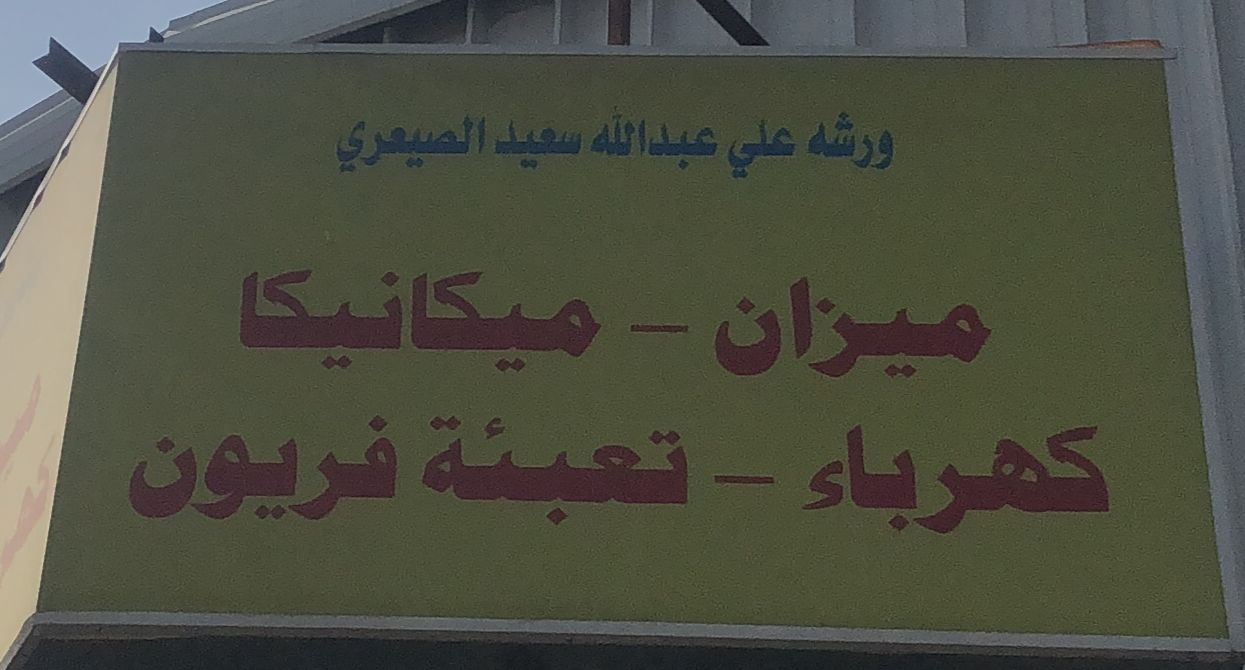 ورشه علي عبدالله سعيد الصيعري
ميزان - ميكانيكا
كهرباء - تعبئة فريون